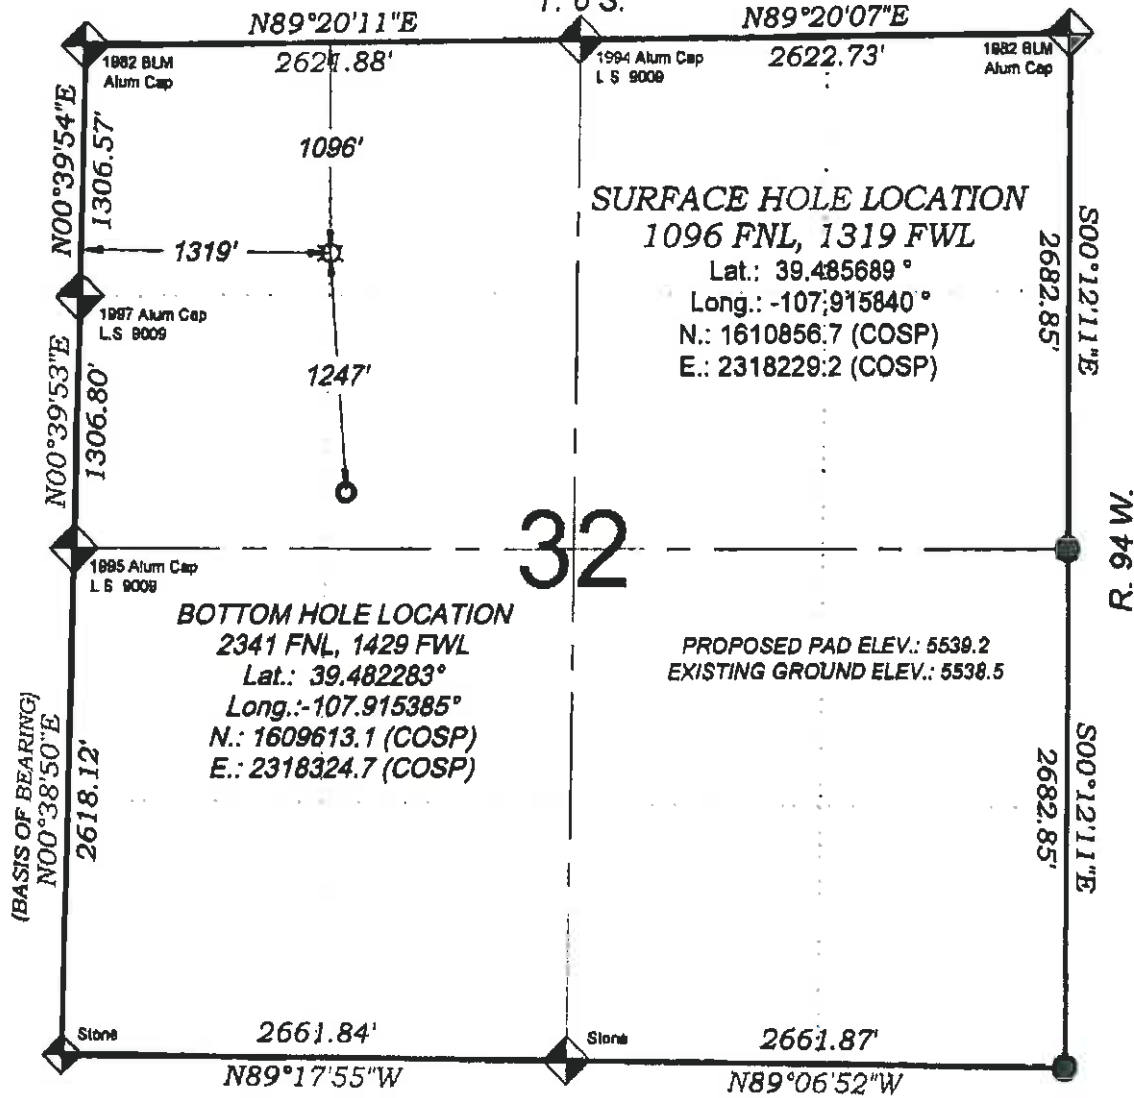 T. 6 S.
N89°20'11"E
2621.88'
N89°20'07"E
2622.73'
1982 BLM
Alum Cap
1994 Alum Cap
L S 9009
1982 BLM
Alum Cap
N00°39'54"E
1306.57'
1096'
1319'
SURFACE HOLE LOCATION
1096 FNL, 1319 FWL
Lat.: 39.485689 °
Long.: -107.915840 °
N.: 1610856.7 (COSP)
E.: 2318229.2 (COSP)
S00°12'11"E
2682.85'
1997 Alum Cap
L.S 9009
N00°39'53"E
1306.80'
1247'
32
R. 94 W.
1995 Alum Cap
L S 9009
BOTTOM HOLE LOCATION
2341 FNL, 1429 FWL
Lat.: 39.482283°
Long.:-107.915385°
N.: 1609613.1 (COSP)
E.: 2318324.7 (COSP)
PROPOSED PAD ELEV.: 5539.2
EXISTING GROUND ELEV.: 5538.5
(BASIS OF BEARING)
N00°38'50"E
2618.12'
S00°12'11"E
2682.85'
Stone
2661.84'
N89°17'55"W
Stone
2661.87'
N89°06'52"W